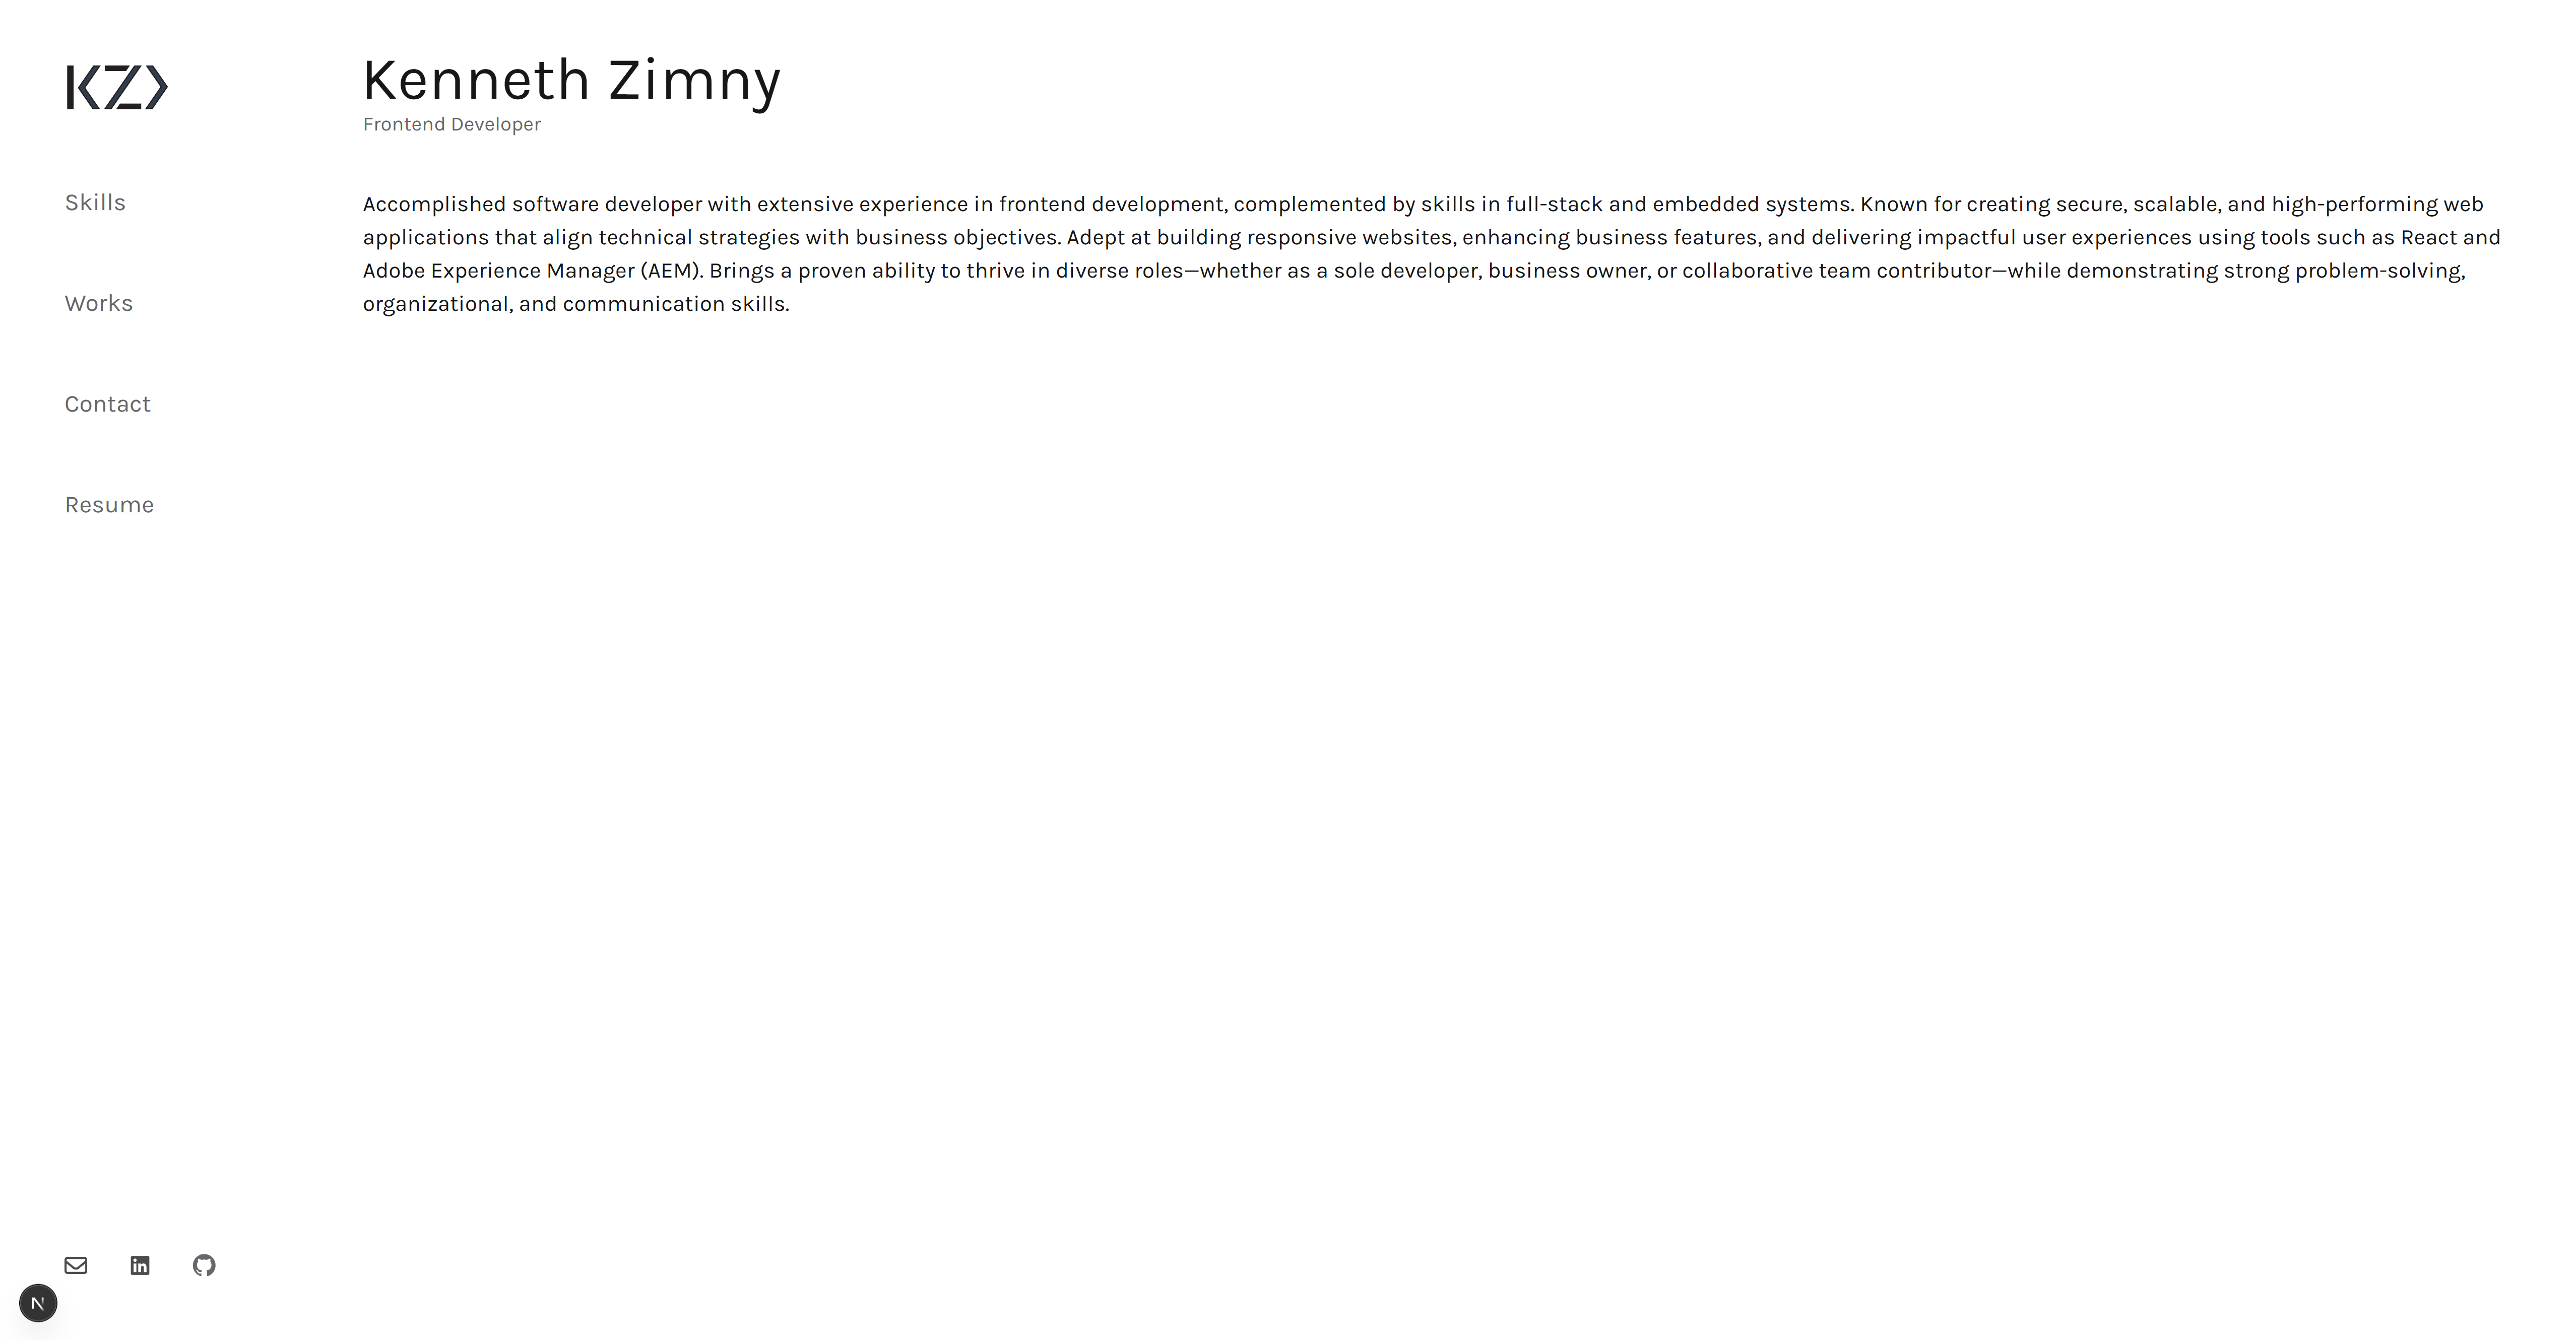 KZ
Kenneth Zimny
Frontend Developer
Skills
Works
Contact
Resume
Accomplished software developer with extensive experience in frontend development, complemented by skills in full-stack and embedded systems. Known for creating secure, scalable, and high-performing web
applications that align technical strategies with business objectives. Adept at building responsive websites, enhancing business features, and delivering impactful user experiences using tools such as React and
Adobe Experience Manager (AEM). Brings a proven ability to thrive in diverse roles—whether as a sole developer, business owner, or collaborative team contributor—while demonstrating strong problem-solving,
organizational, and communication skills.
in
N